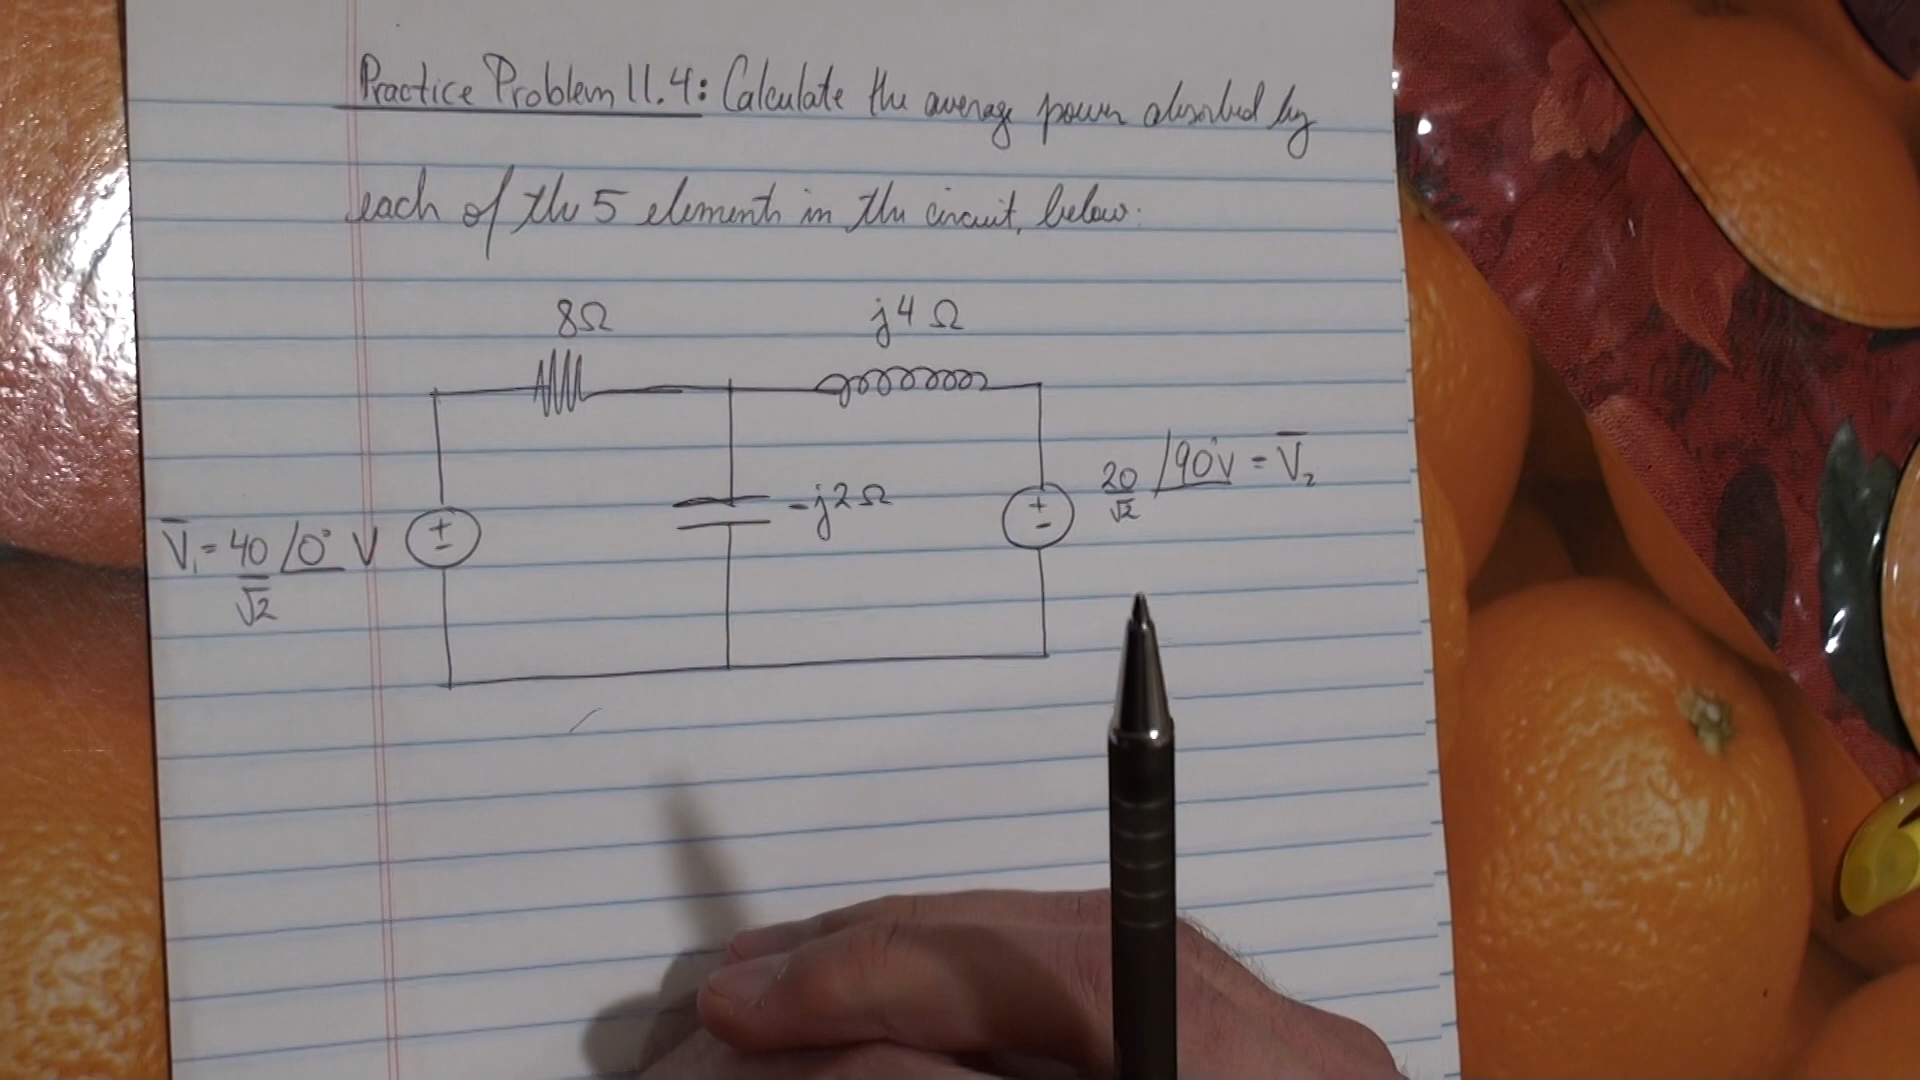 Practice Problem 11.4: Calculate the average power absorbed by
each of the 5 elements in the circuit, below:
8Ω
j4 Ω
-j2Ω
V̅₁ = 40/√2 /0° V
20/√2 /90° V = V̅₂